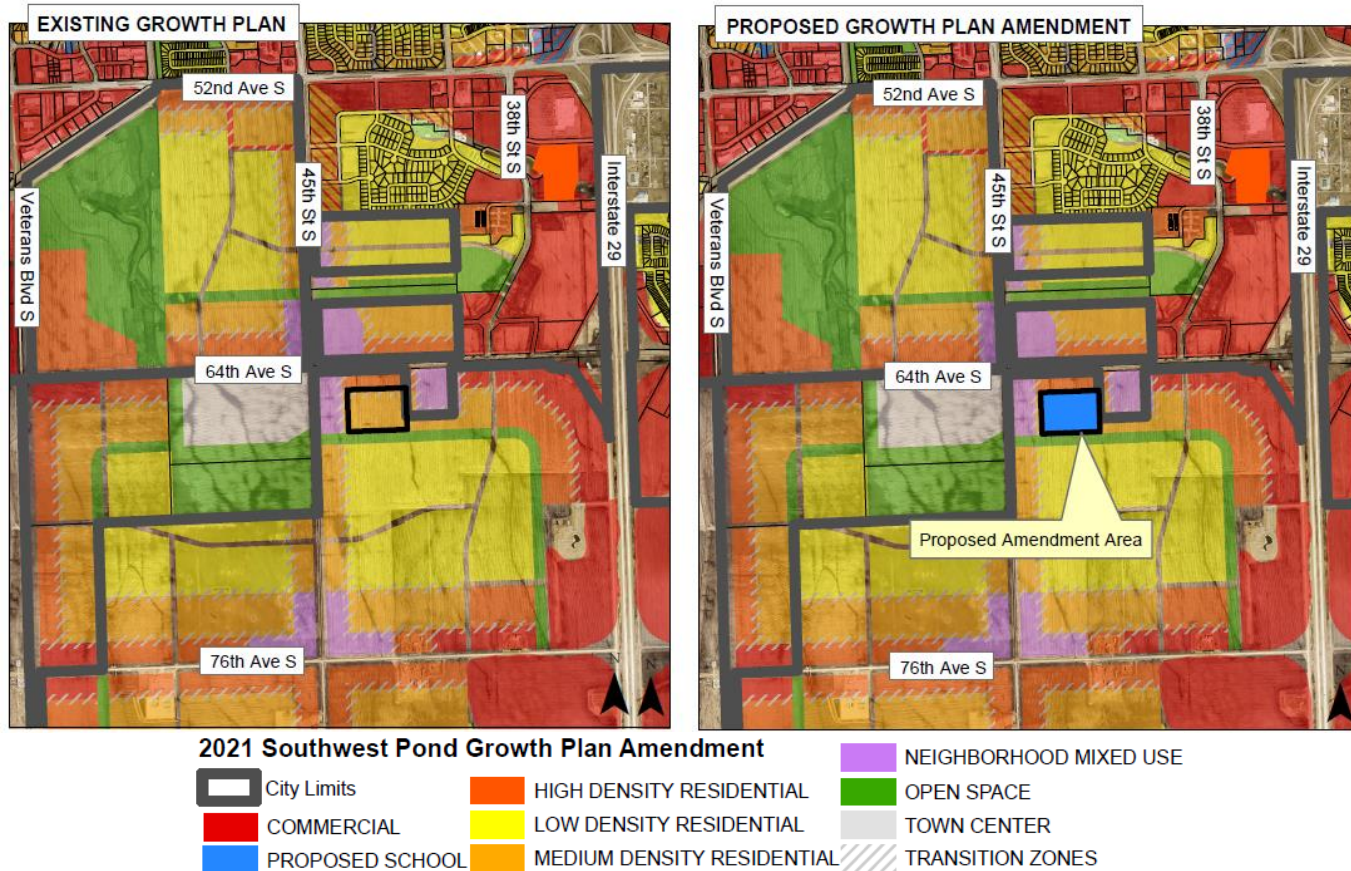 EXISTING GROWTH PLAN
52nd Ave S
38th St S
45th St S
Interstate 29
Veterans Blvd S
64th Ave S
76th Ave S
N
N
PROPOSED GROWTH PLAN AMENDMENT
52nd Ave S
38th St S
45th St S
Interstate 29
Veterans Blvd S
64th Ave S
Proposed Amendment Area
76th Ave S
N
2021 Southwest Pond Growth Plan Amendment
City Limits
COMMERCIAL
PROPOSED SCHOOL
HIGH DENSITY RESIDENTIAL
LOW DENSITY RESIDENTIAL
MEDIUM DENSITY RESIDENTIAL
NEIGHBORHOOD MIXED USE
OPEN SPACE
TOWN CENTER
TRANSITION ZONES